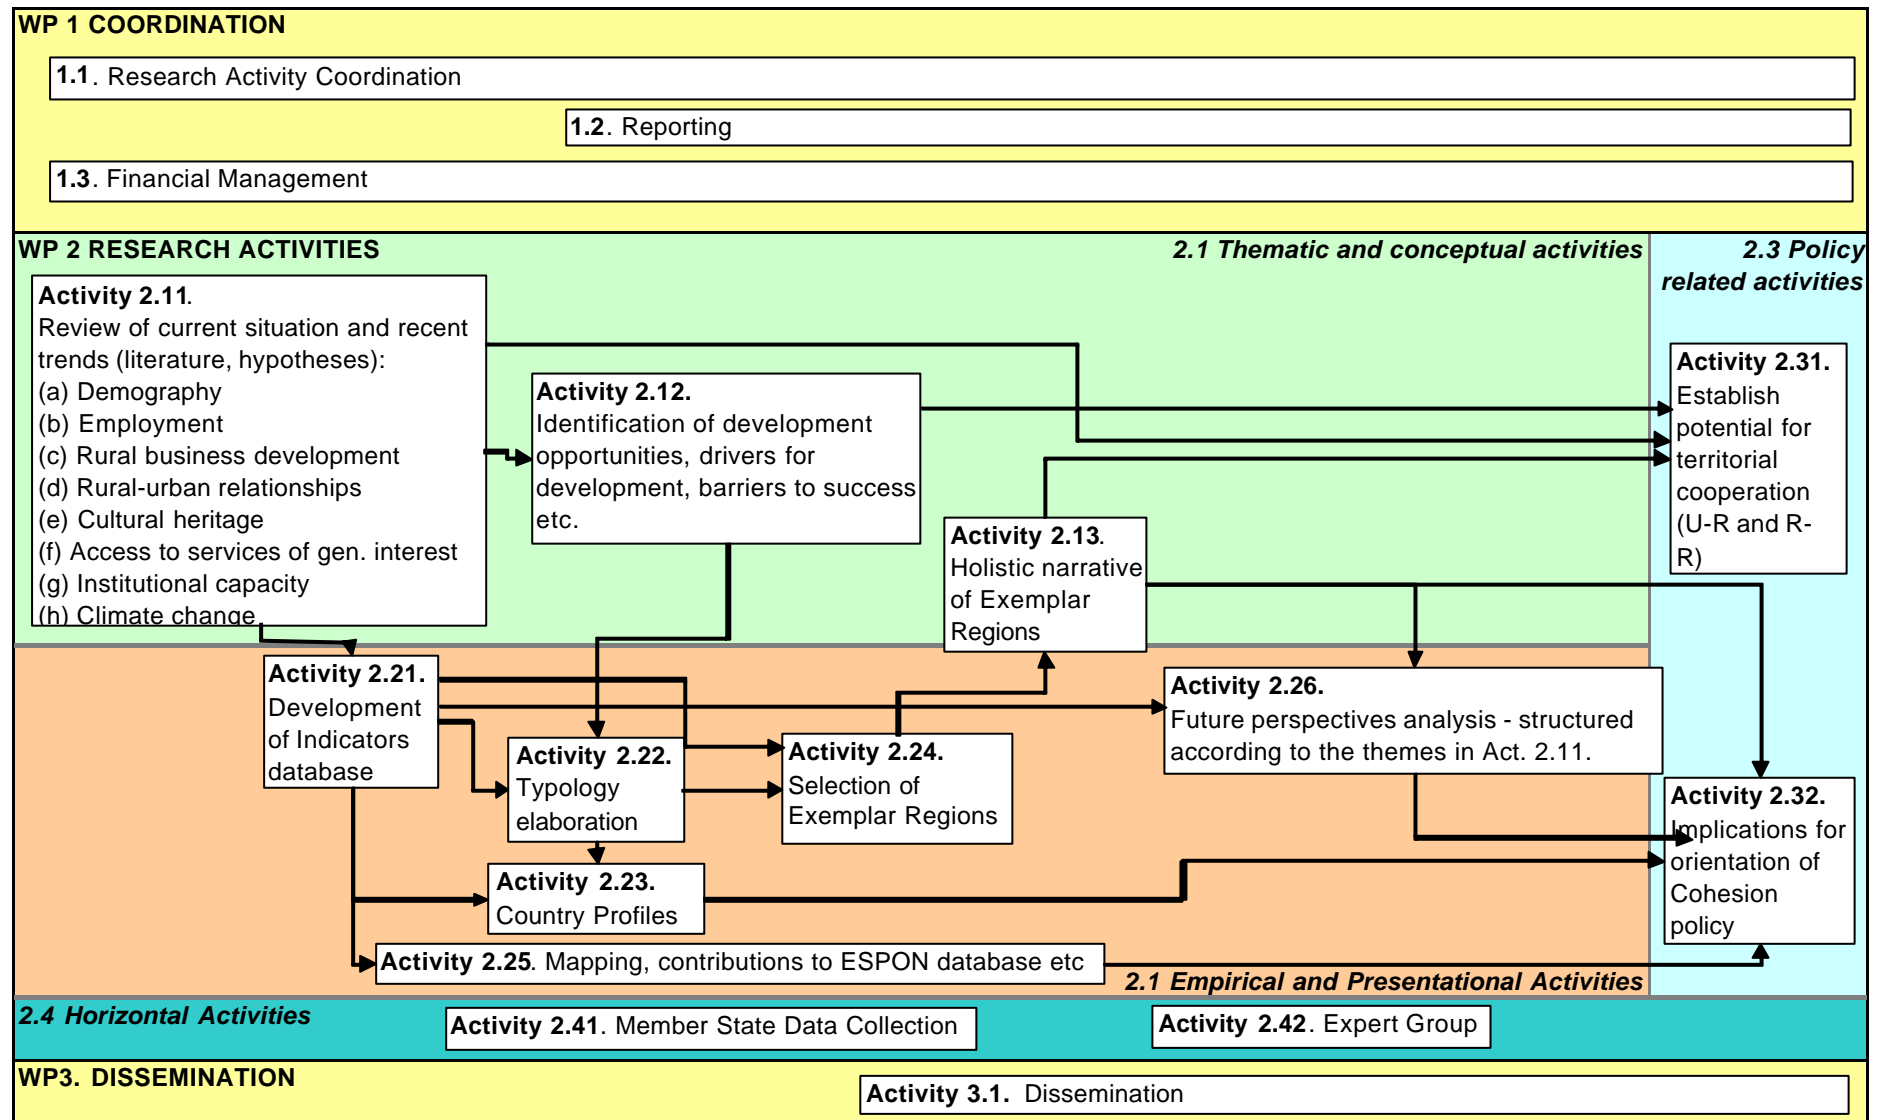 WP 1 COORDINATION
1.1. Research Activity Coordination
1.2. Reporting
1.3. Financial Management
WP 2 RESEARCH ACTIVITIES
2.1 Thematic and conceptual activities
2.3 Policy
related activities
Activity 2.11.
Review of current situation and recent
trends (literature, hypotheses):
(a) Demography
(b) Employment
(c) Rural business development
(d) Rural-urban relationships
(e) Cultural heritage
(f) Access to services of gen. interest
(g) Institutional capacity
(h) Climate change
Activity 2.12.
Identification of development
opportunities, drivers for
development, barriers to success
etc.
Activity 2.13.
Holistic narrative
of Exemplar
Regions
Activity 2.31.
Establish
potential for
territorial
cooperation
(U-R and R-
R)
Activity 2.21.
Development
of Indicators
database
Activity 2.22.
Typology
elaboration
Activity 2.24.
Selection of
Exemplar Regions
Activity 2.26.
Future perspectives analysis - structured
according to the themes in Act. 2.11.
Activity 2.23.
Country Profiles
Activity 2.32.
Implications for
orientation of
Cohesion
policy
Activity 2.25. Mapping, contributions to ESPON database etc
2.1 Empirical and Presentational Activities
2.4 Horizontal Activities
Activity 2.41. Member State Data Collection
Activity 2.42. Expert Group
WP3. DISSEMINATION
Activity 3.1. Dissemination